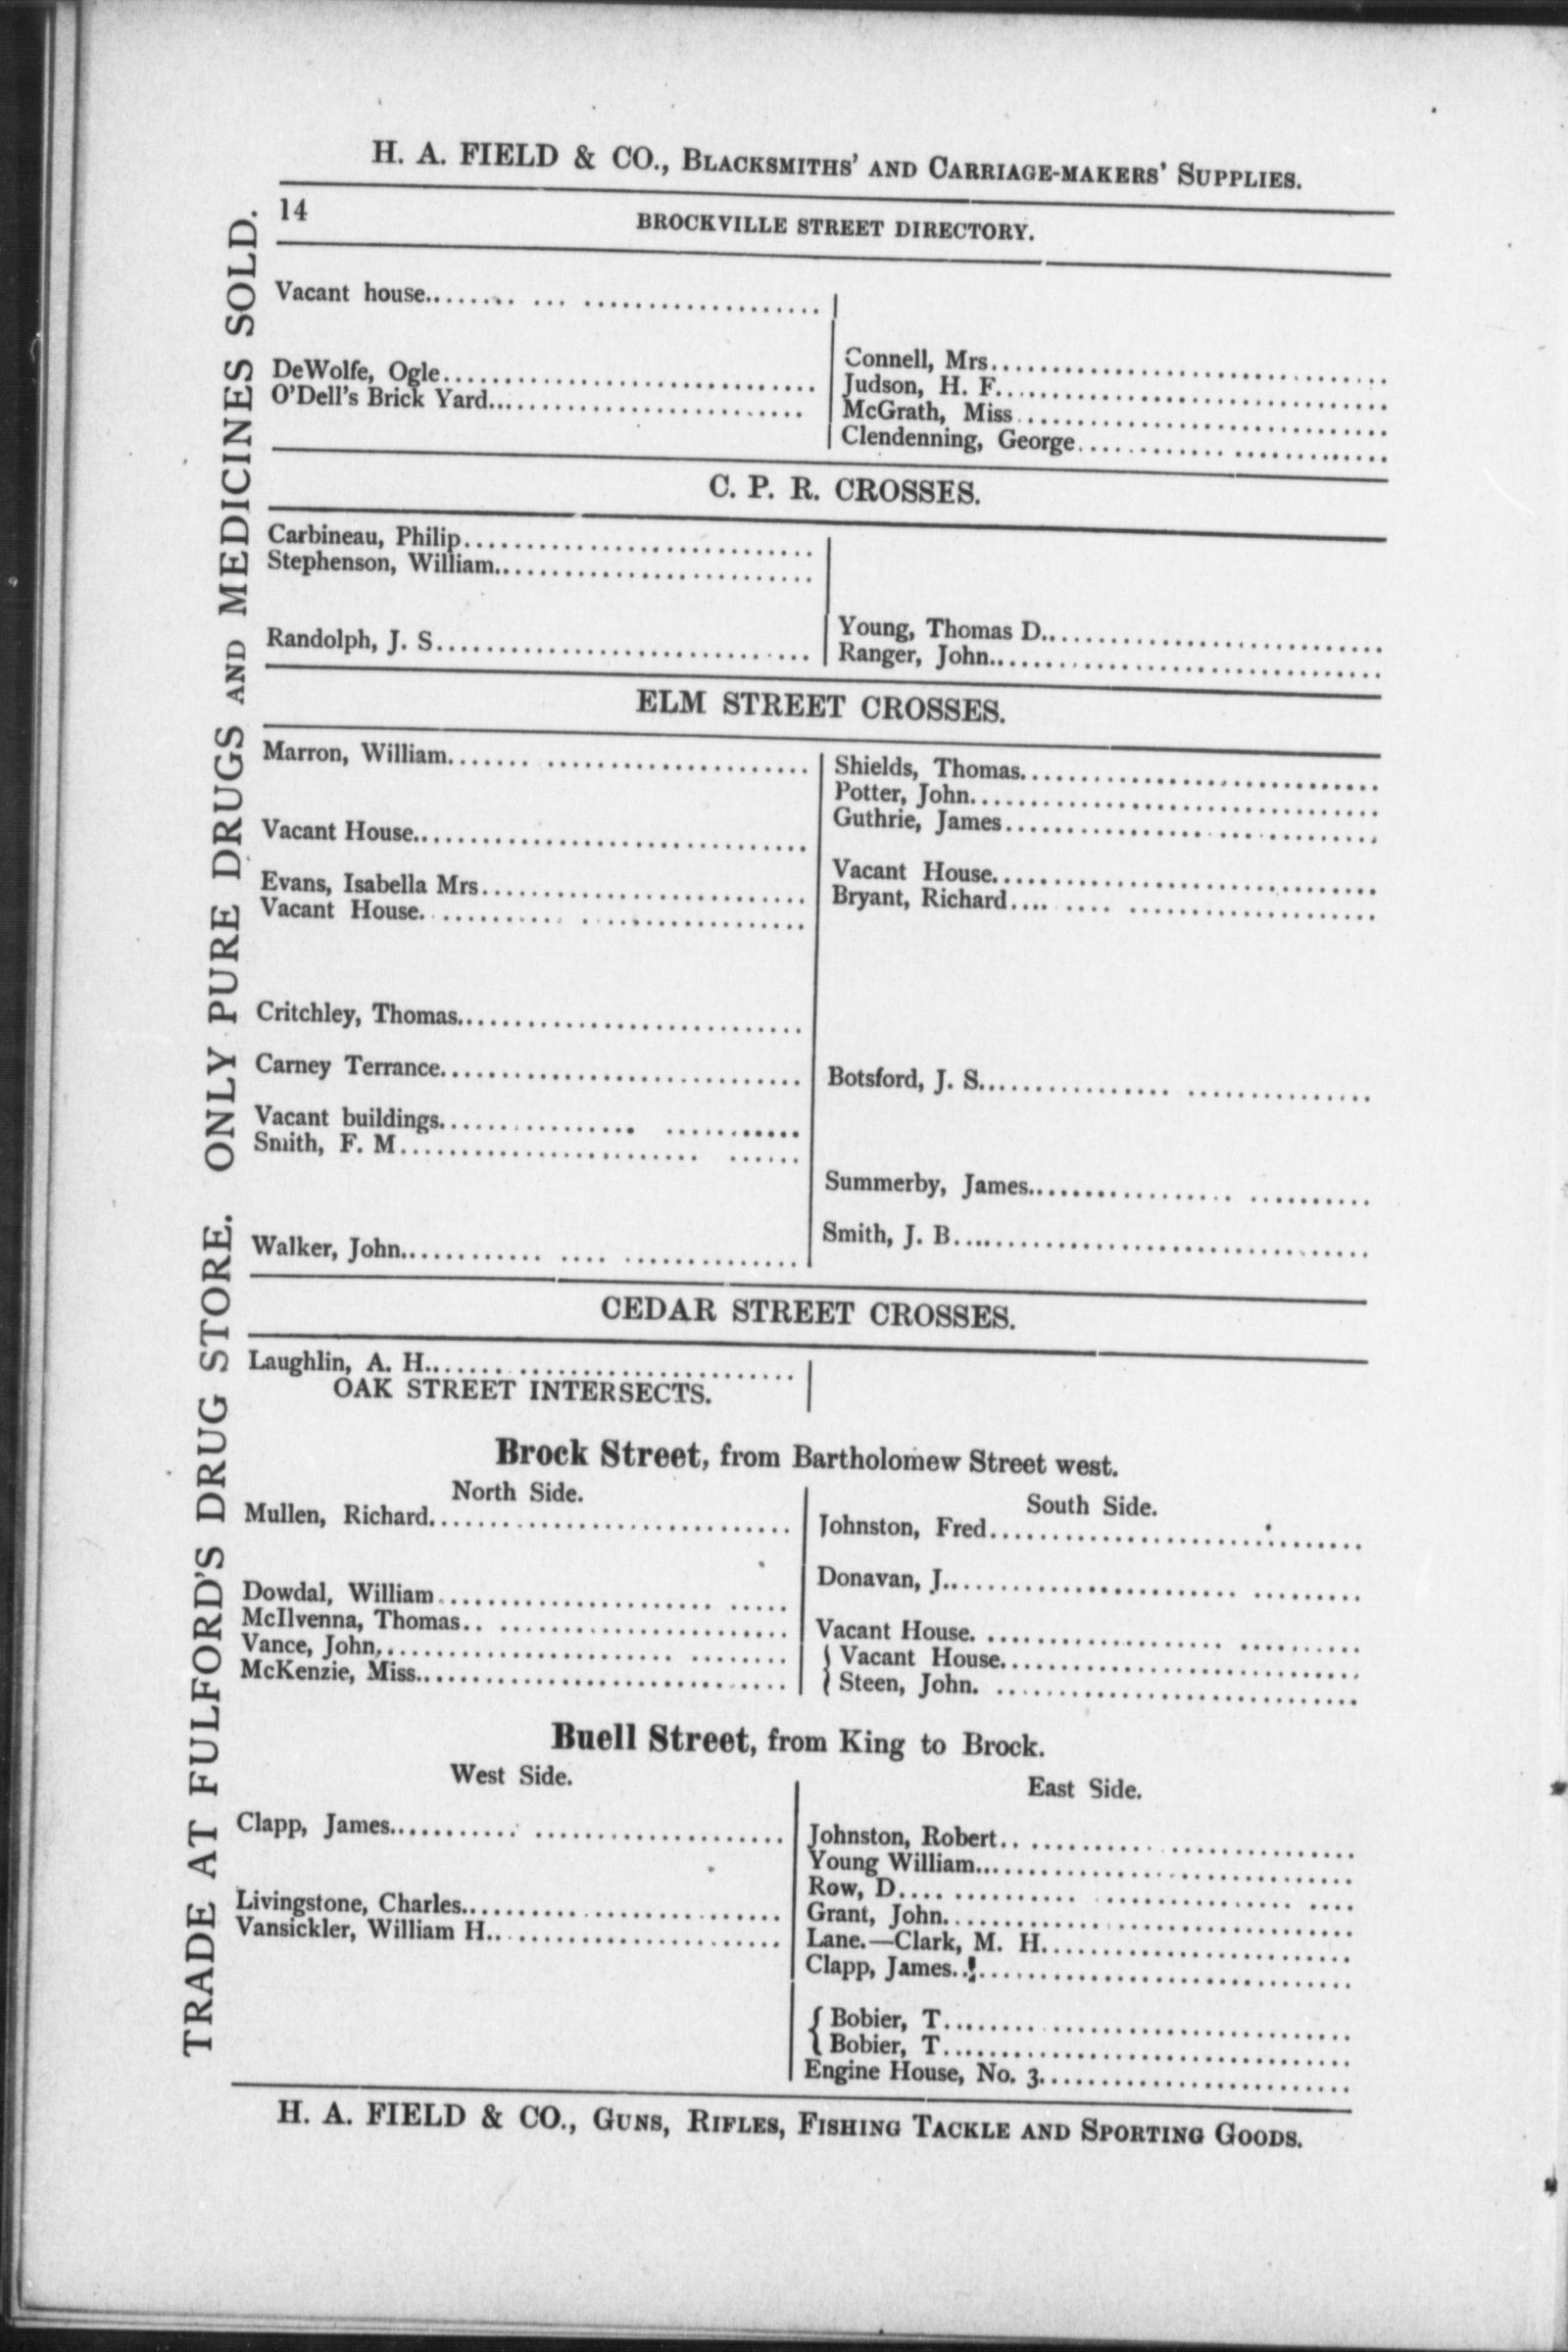 H. A. FIELD & CO., BLACKSMITHS' AND CARRIAGE-MAKERS' SUPPLIES.
14
BROCKVILLE STREET DIRECTORY.
Vacant house
DeWolfe, Ogle
O'Dell's Brick Yard
Connell, Mrs
Judson, H. F.
McGrath, Miss
Clendenning, George
C. P. R. CROSSES.
Carbineau, Philip
Stephenson, William
Randolph, J. S
Young, Thomas D.
Ranger, John
ELM STREET CROSSES.
Marron, William
Vacant House
Evans, Isabella Mrs
Vacant House
Critchley, Thomas
Carney Terrance
Vacant buildings
Smith, F. M
Walker, John
Shields, Thomas
Potter, John
Guthrie, James
Vacant House
Bryant, Richard
Botsford, J. S.
Summerby, James
Smith, J. B
CEDAR STREET CROSSES.
Laughlin, A. H.
OAK STREET INTERSECTS.
Brock Street, from Bartholomew Street west.
North Side.
Mullen, Richard
Dowdal, William
McIlvenna, Thomas
Vance, John
McKenzie, Miss
South Side.
Johnston, Fred
Donavan, J.
Vacant House
Vacant House
Steen, John.
Buell Street, from King to Brock.
West Side.
Clapp, James
Livingstone, Charles
Vansickler, William H.
East Side.
Johnston, Robert
Young William
Row, D
Grant, John
Lane.—Clark, M. H
Clapp, James
Bobier, T
Bobier, T
Engine House, No. 3
H. A. FIELD & CO., GUNS, RIFLES, FISHING TACKLE AND SPORTING GOODS.
TRADE AT FULFORD'S DRUG STORE. ONLY PURE DRUGS AND MEDICINES SOLD.